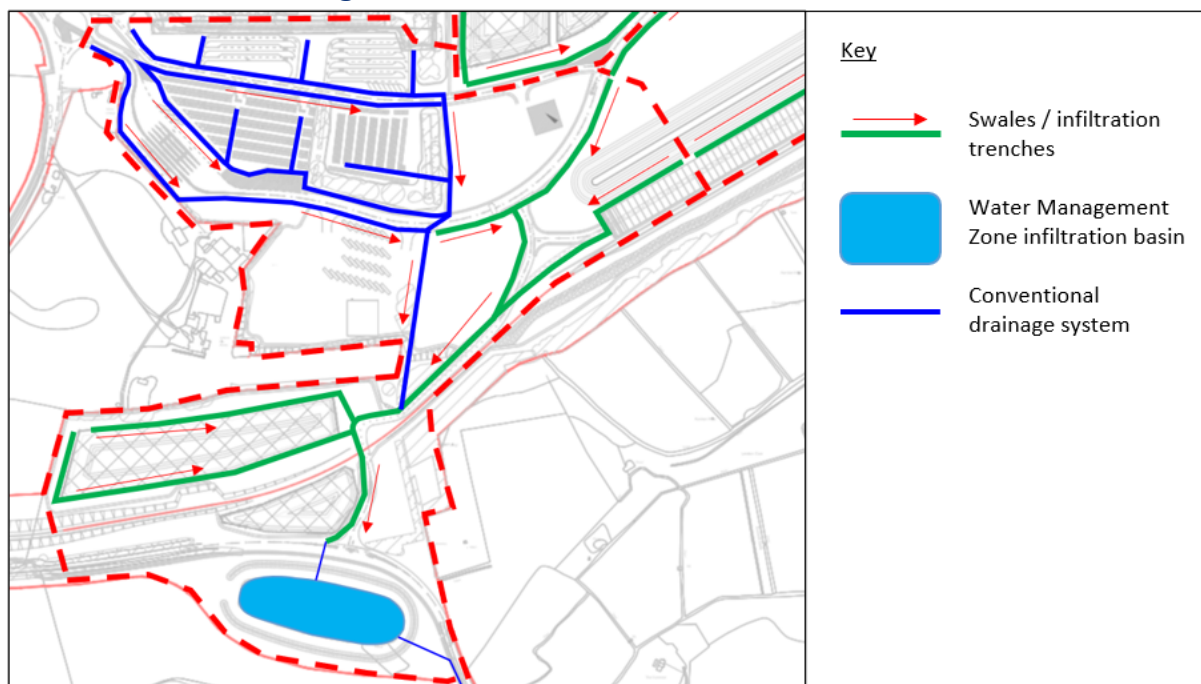 Key
Swales / infiltration
trenches
Water Management
Zone infiltration basin
Conventional
drainage system